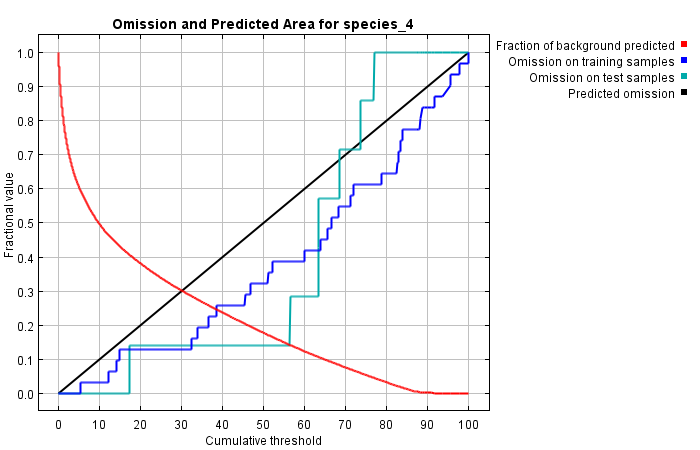 Omission and Predicted Area for species_4
Fraction of background predicted
Omission on training samples
Omission on test samples
Predicted omission
Fractional value
1.0
0.9
0.8
0.7
0.6
0.5
0.4
0.3
0.2
0.1
0.0
0 10 20 30 40 50 60 70 80 90 100
Cumulative threshold